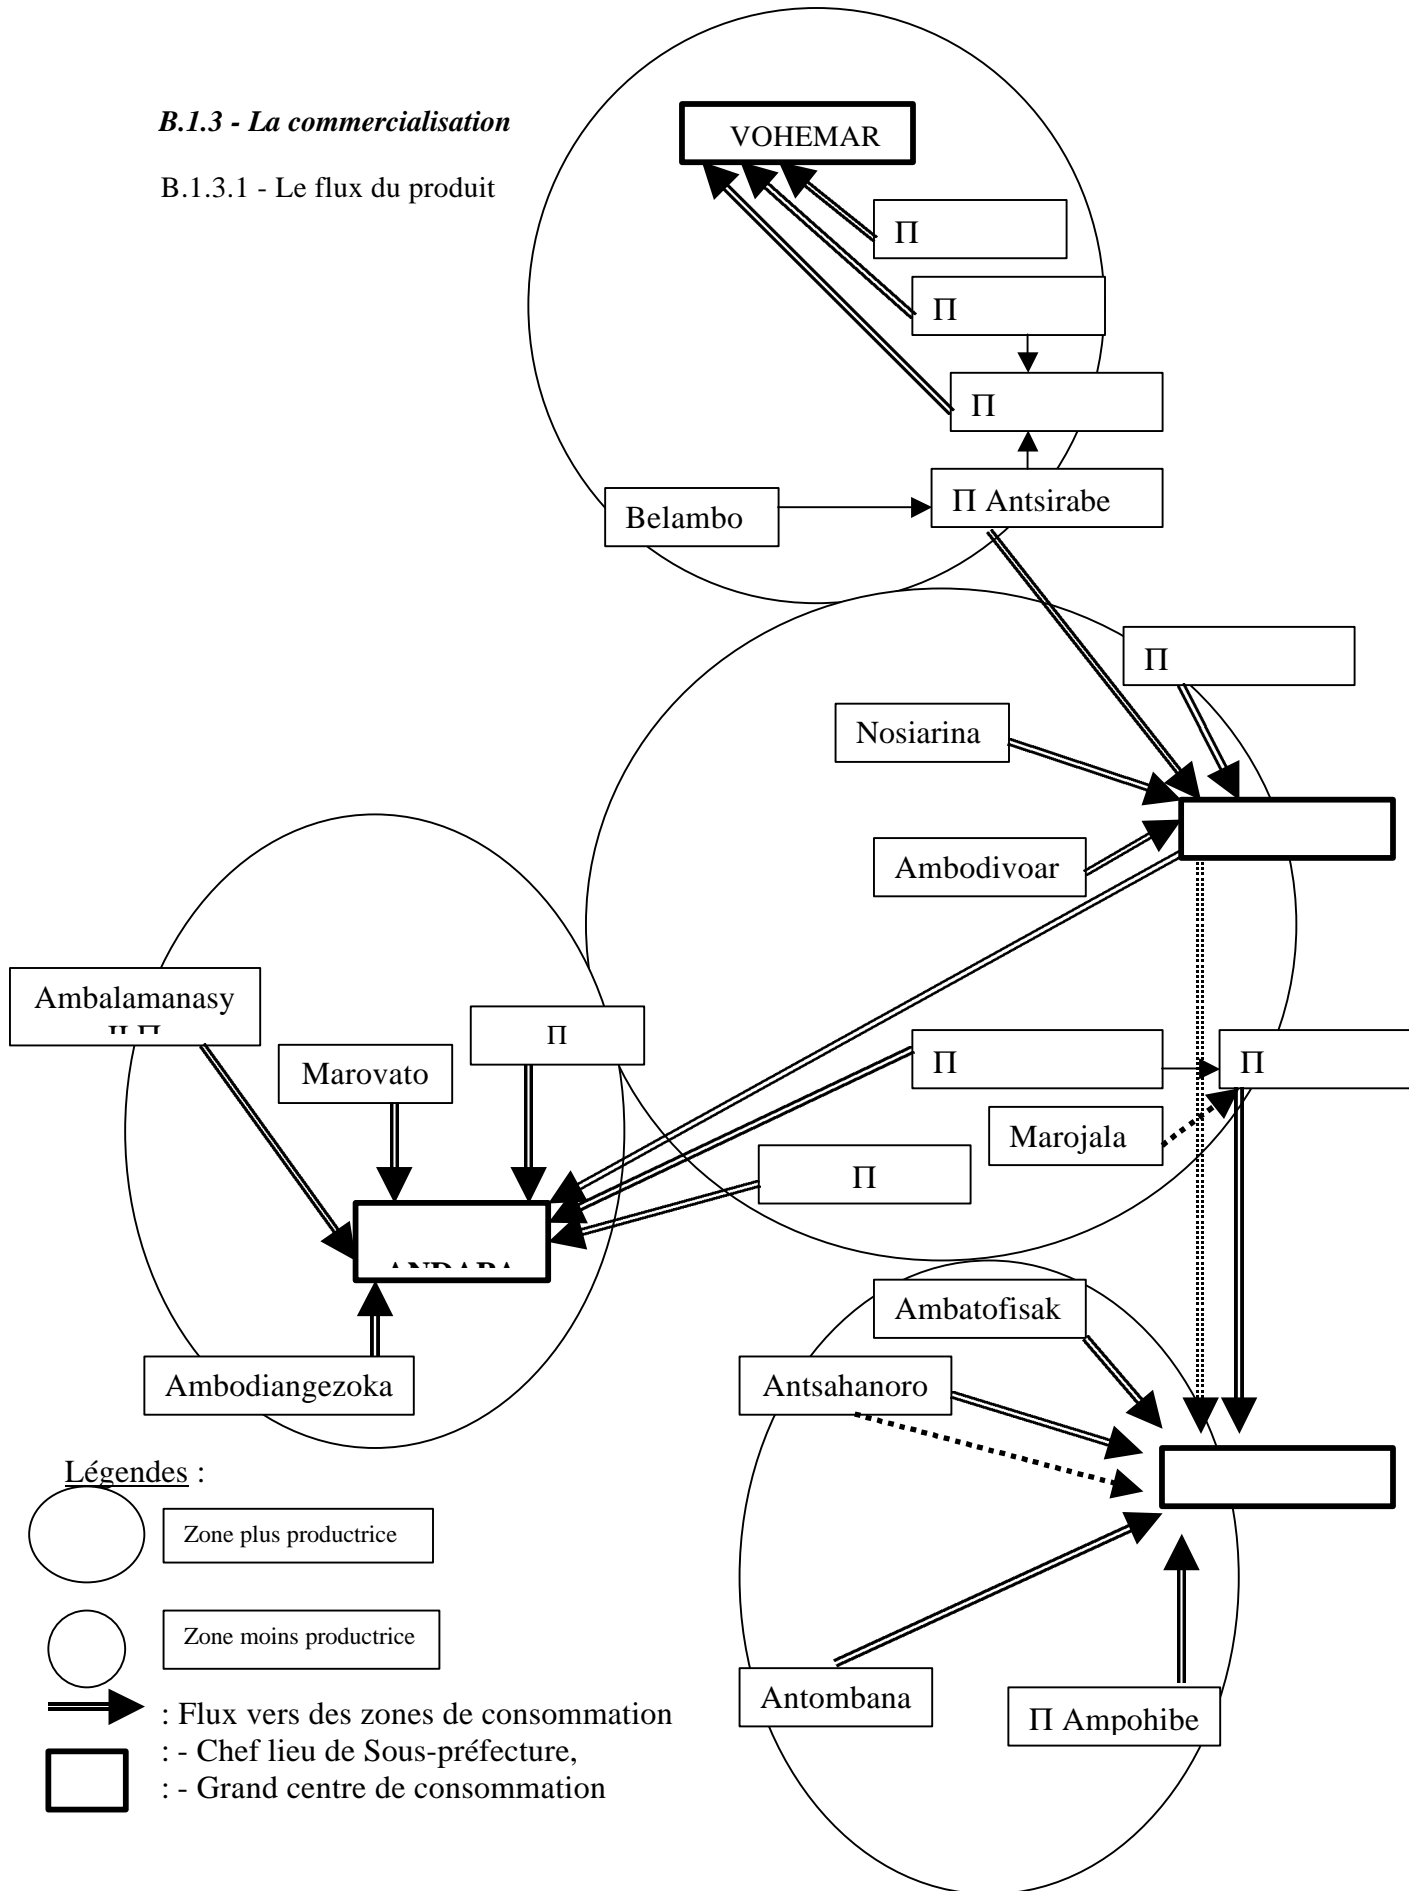 B.1.3 - La commercialisation
VOHEMAR
B.1.3.1 - Le flux du produit
Π
Π
Π
Π Antsirabe
Belambo
Π
Nosiarina
Ambodivoar
Ambalamanasy
II Π
Π
Marovato
Π
Π
Marojala
Π
ANDAPA
Ambatofisak
Ambodiangezoka
Antsahanoro
Légendes :
Zone plus productrice
Zone moins productrice
Antombana
Π Ampohibe
: Flux vers des zones de consommation
: - Chef lieu de Sous-préfecture,
: - Grand centre de consommation